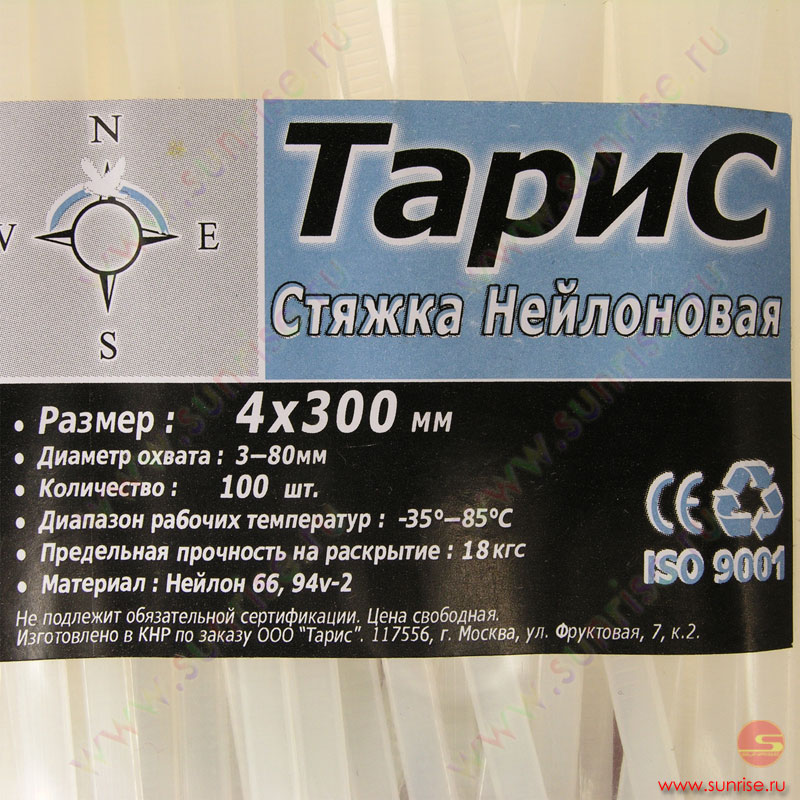 N
E
S
ТариС
Стяжка Нейлоновая
• Размер : 4x300 мм
• Диаметр охвата : 3–80мм
• Количество : 100 шт.
• Диапазон рабочих температур : -35°–85°С
• Предельная прочность на раскрытие : 18кгс
• Материал : Нейлон 66, 94v-2
CE
ISO 9001
Не подлежит обязательной сертификации. Цена свободная.
Изготовлено в КНР по заказу ООО "Тарис". 117556, г. Москва, ул. Фруктовая, 7, к.2.
www.sunrise.ru